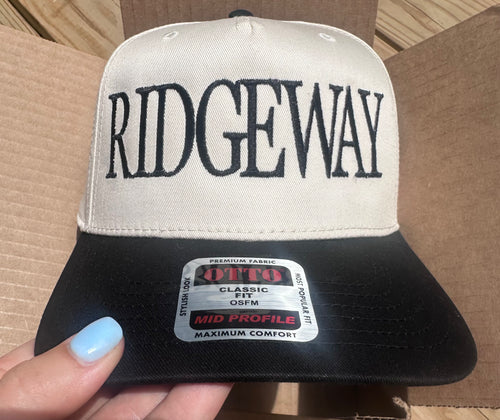 RIDGEWAY
PREMIUM FABRIC
STYLISH LOOK
OTTO
CLASSIC
FIT
OSFM
MID PROFILE
MOST POPULAR FIT
MAXIMUM COMFORT